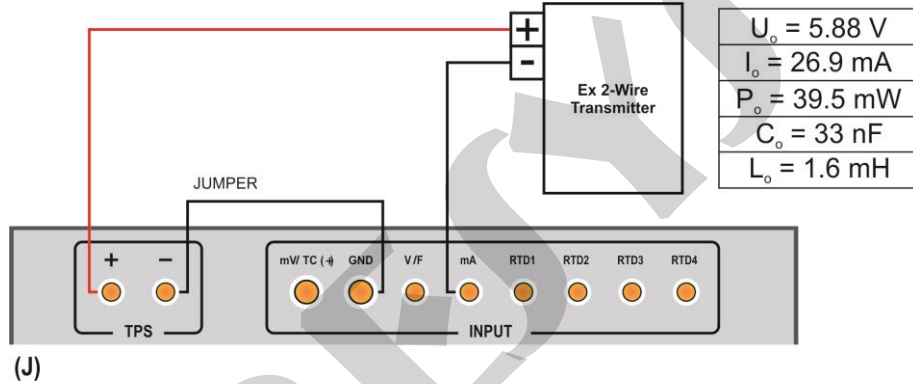 +
-
Ex 2-Wire
Transmitter
Uₒ = 5.88 V
Iₒ = 26.9 mA
Pₒ = 39.5 mW
Cₒ = 33 nF
Lₒ = 1.6 mH
JUMPER
+ −
mV/ TC (-) GND V/F mA RTD1 RTD2 RTD3 RTD4
TPS INPUT
(J)